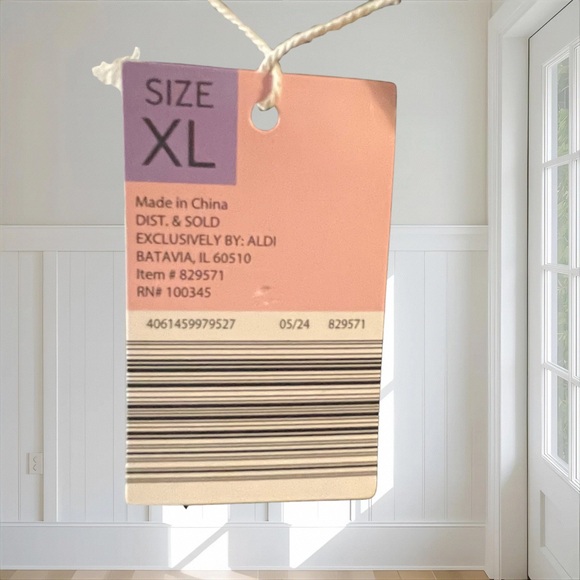 SIZE
XL
Made in China
DIST. & SOLD
EXCLUSIVELY BY: ALDI
BATAVIA, IL 60510
Item # 829571
RN# 100345
4061459979527 05/24 829571